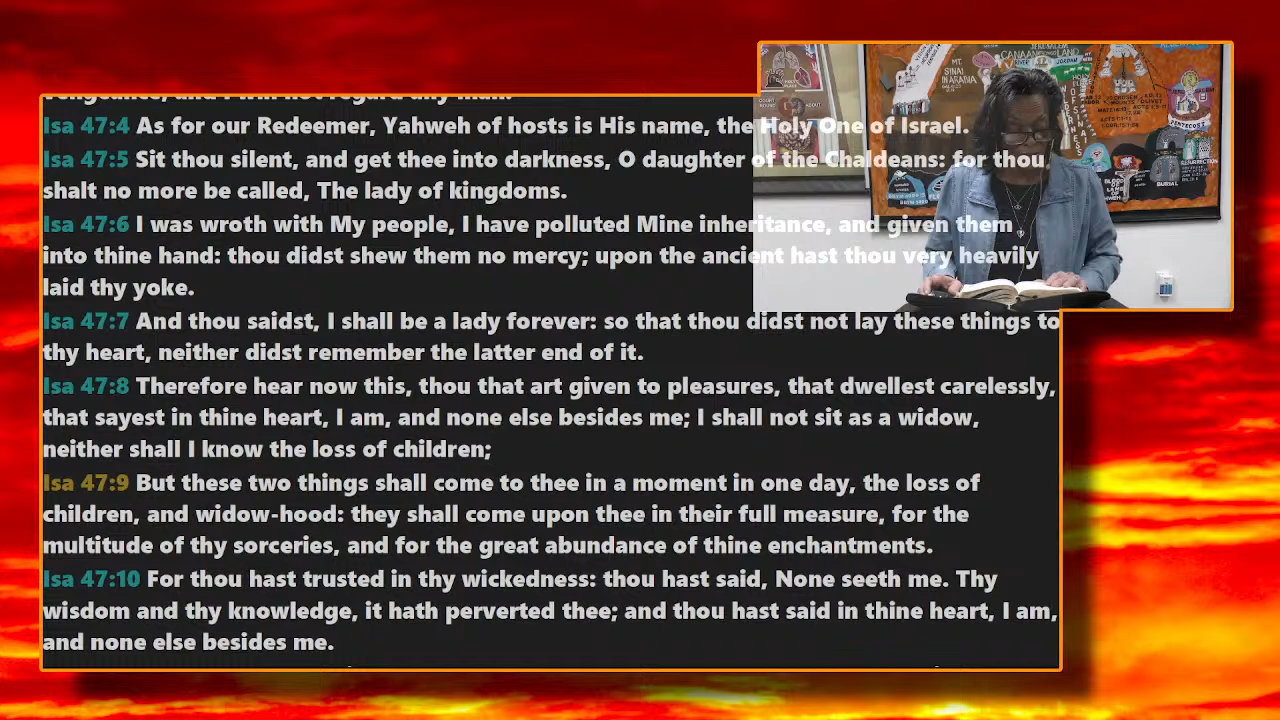 Isa 47:4 As for our Redeemer, Yahweh of hosts is His name, the Holy One of Israel.
Isa 47:5 Sit thou silent, and get thee into darkness, O daughter of the Chaldeans: for thou
shalt no more be called, The lady of kingdoms.
Isa 47:6 I was wroth with My people, I have polluted Mine inheritance, and given them
into thine hand: thou didst shew them no mercy; upon the ancient hast thou very heavily
laid thy yoke.
Isa 47:7 And thou saidst, I shall be a lady forever: so that thou didst not lay these things to
thy heart, neither didst remember the latter end of it.
Isa 47:8 Therefore hear now this, thou that art given to pleasures, that dwellest carelessly,
that sayest in thine heart, I am, and none else besides me; I shall not sit as a widow,
neither shall I know the loss of children;
Isa 47:9 But these two things shall come to thee in a moment in one day, the loss of
children, and widow-hood: they shall come upon thee in their full measure, for the
multitude of thy sorceries, and for the great abundance of thine enchantments.
Isa 47:10 For thou hast trusted in thy wickedness: thou hast said, None seeth me. Thy
wisdom and thy knowledge, it hath perverted thee; and thou hast said in thine heart, I am,
and none else besides me.
JERUSALEM
CANAAN LAND
RIVER JORDAN
MT.
SINAI
IN ARABIA
PENTECOST
RESURRECTION
BURIAL